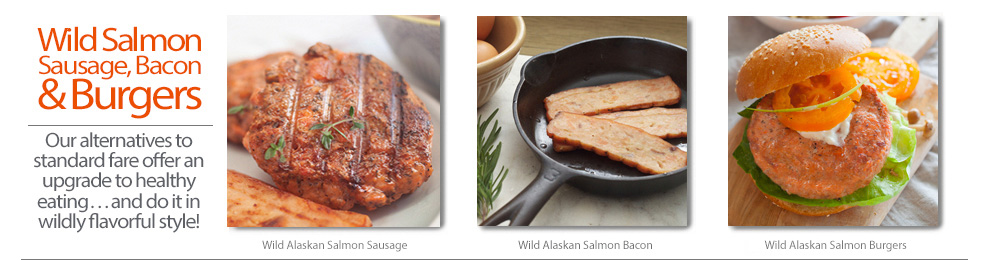 Wild Salmon
Sausage, Bacon
& Burgers
Our alternatives to
standard fare offer an
upgrade to healthy
eating...and do it in
wildly flavorful style!
Wild Alaskan Salmon Sausage
Wild Alaskan Salmon Bacon
Wild Alaskan Salmon Burgers